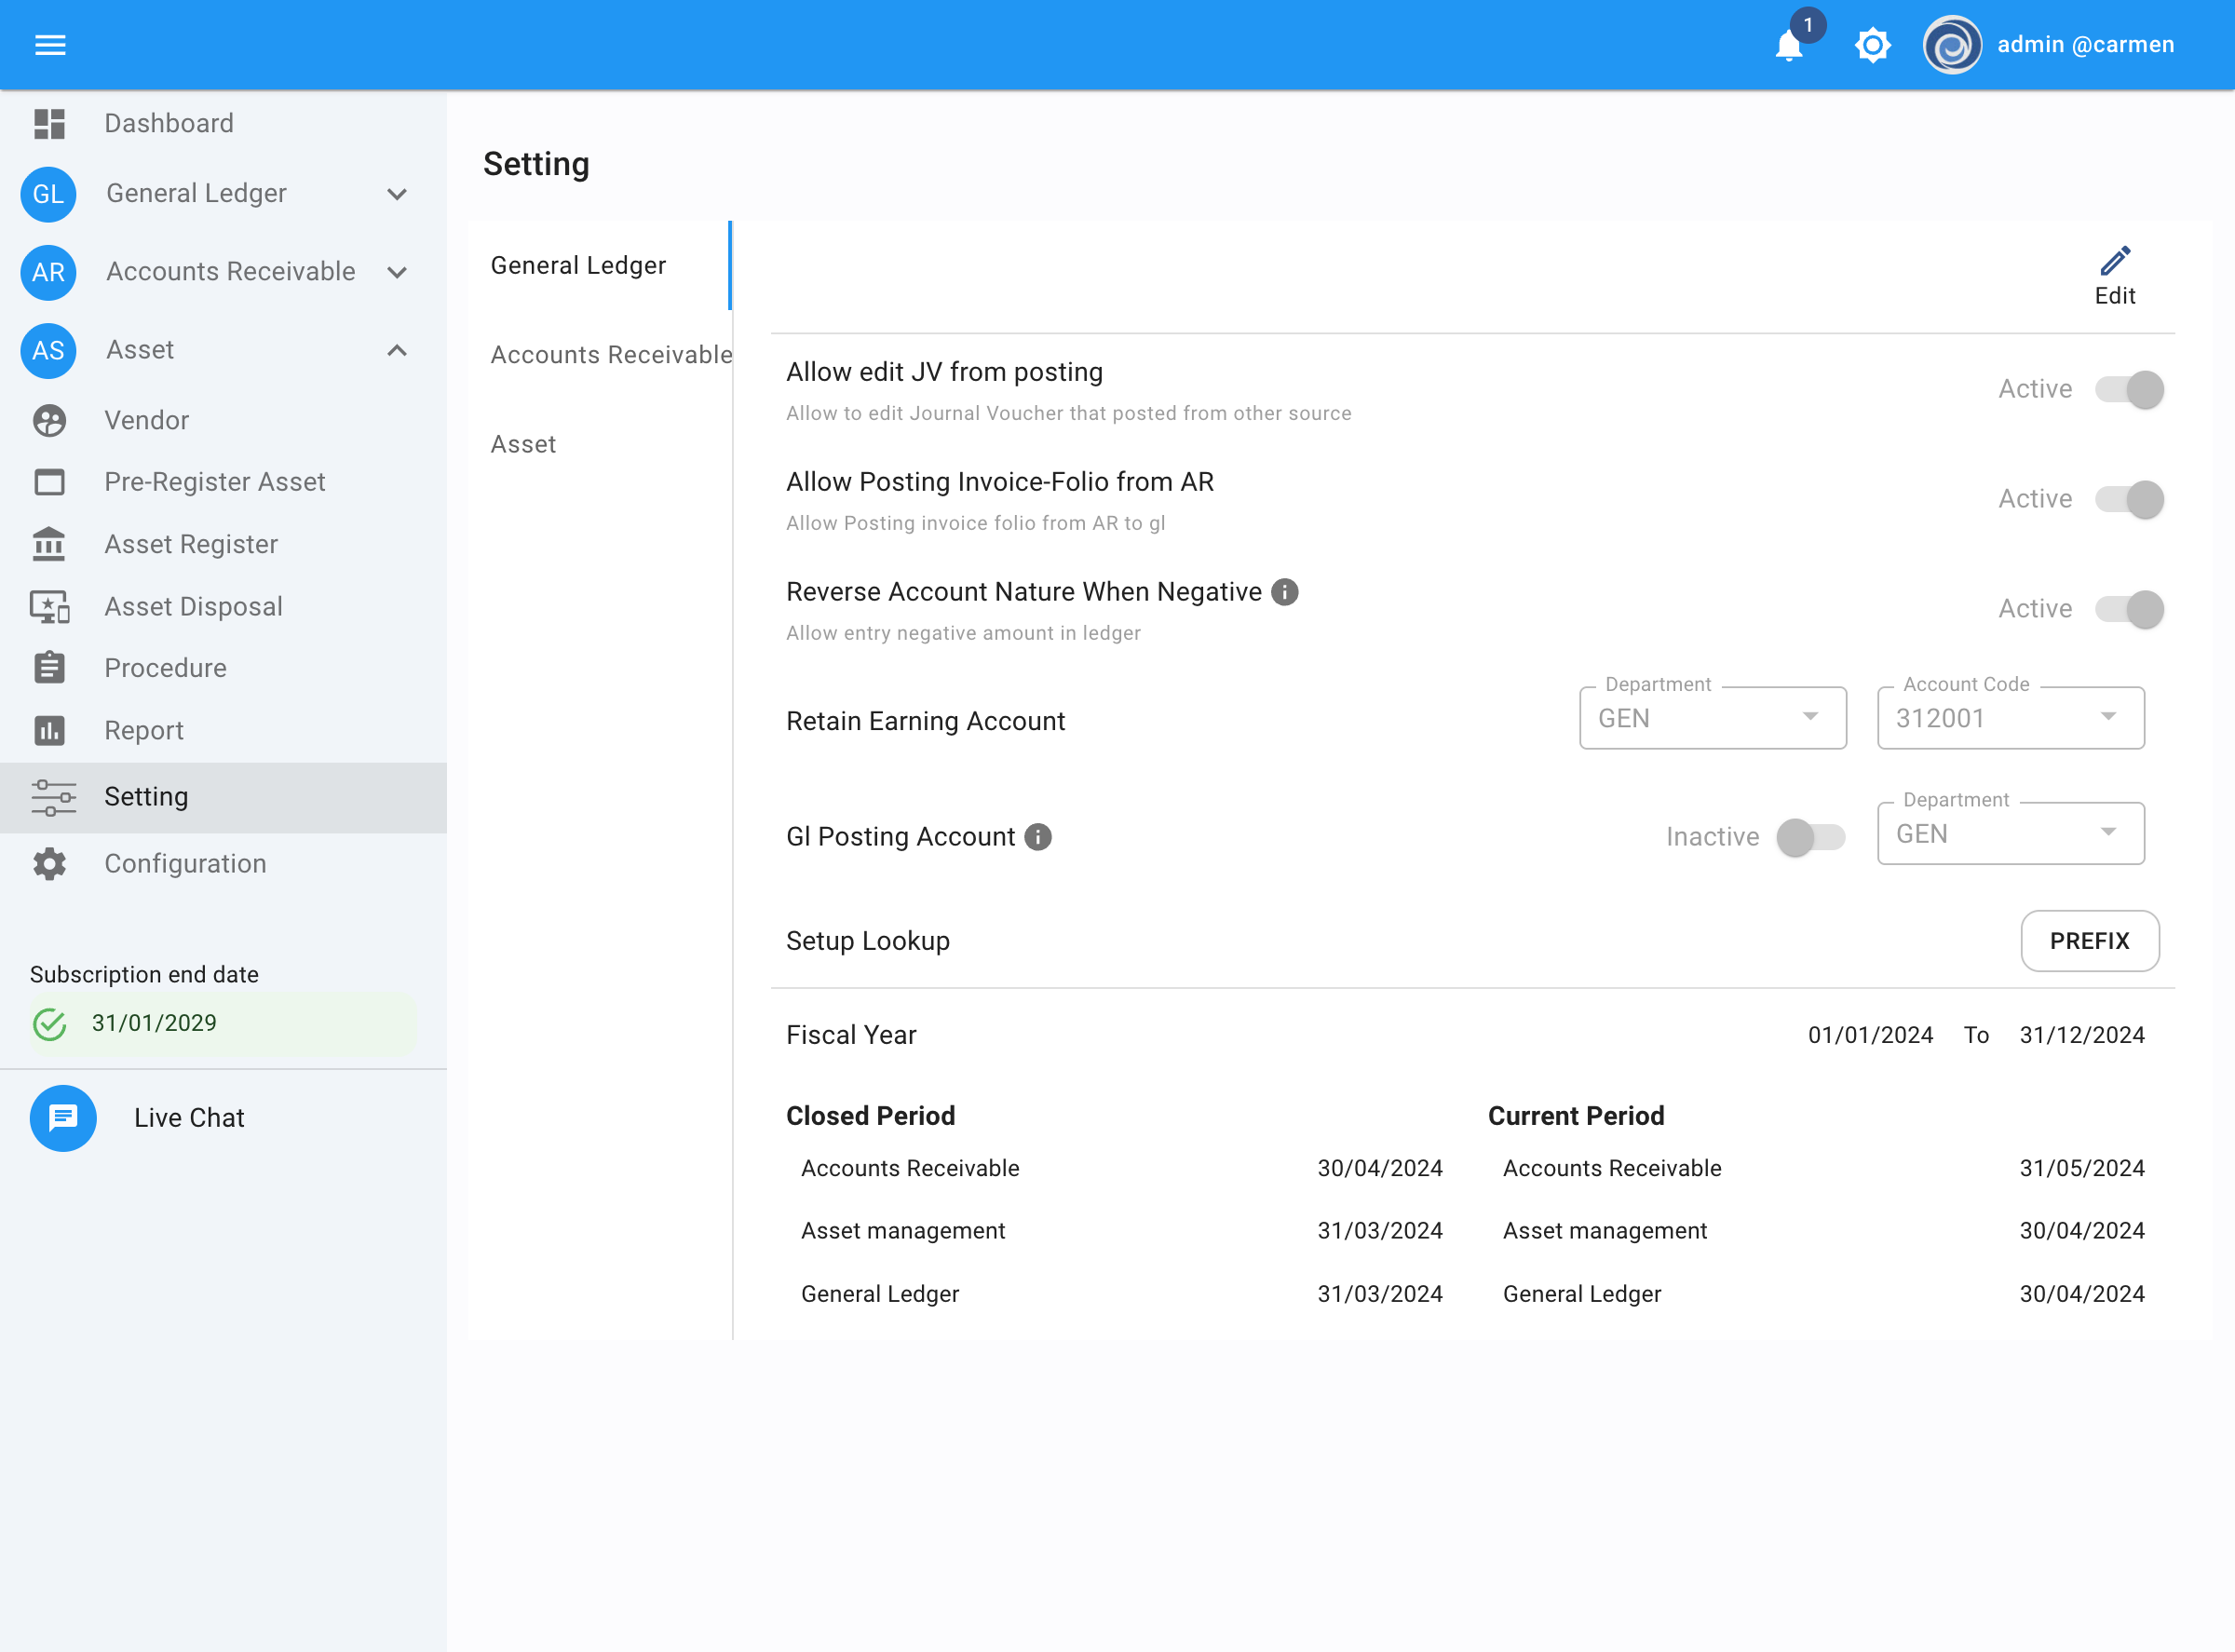 1
admin @carmen
Dashboard
GL General Ledger
AR Accounts Receivable
AS Asset
Vendor
Pre-Register Asset
Asset Register
Asset Disposal
Procedure
Report
Setting
Configuration
Subscription end date
31/01/2029
Live Chat
Setting
General Ledger
Accounts Receivable
Asset
Edit
Allow edit JV from posting
Allow to edit Journal Voucher that posted from other source
Active
Allow Posting Invoice-Folio from AR
Allow Posting invoice folio from AR to gl
Active
Reverse Account Nature When Negative
Allow entry negative amount in ledger
Active
Retain Earning Account
Department
GEN
Account Code
312001
Gl Posting Account
Inactive
Department
GEN
Setup Lookup
PREFIX
Fiscal Year 01/01/2024 To 31/12/2024
Closed Period
Accounts Receivable 30/04/2024
Asset management 31/03/2024
General Ledger 31/03/2024
Current Period
Accounts Receivable 31/05/2024
Asset management 30/04/2024
General Ledger 30/04/2024